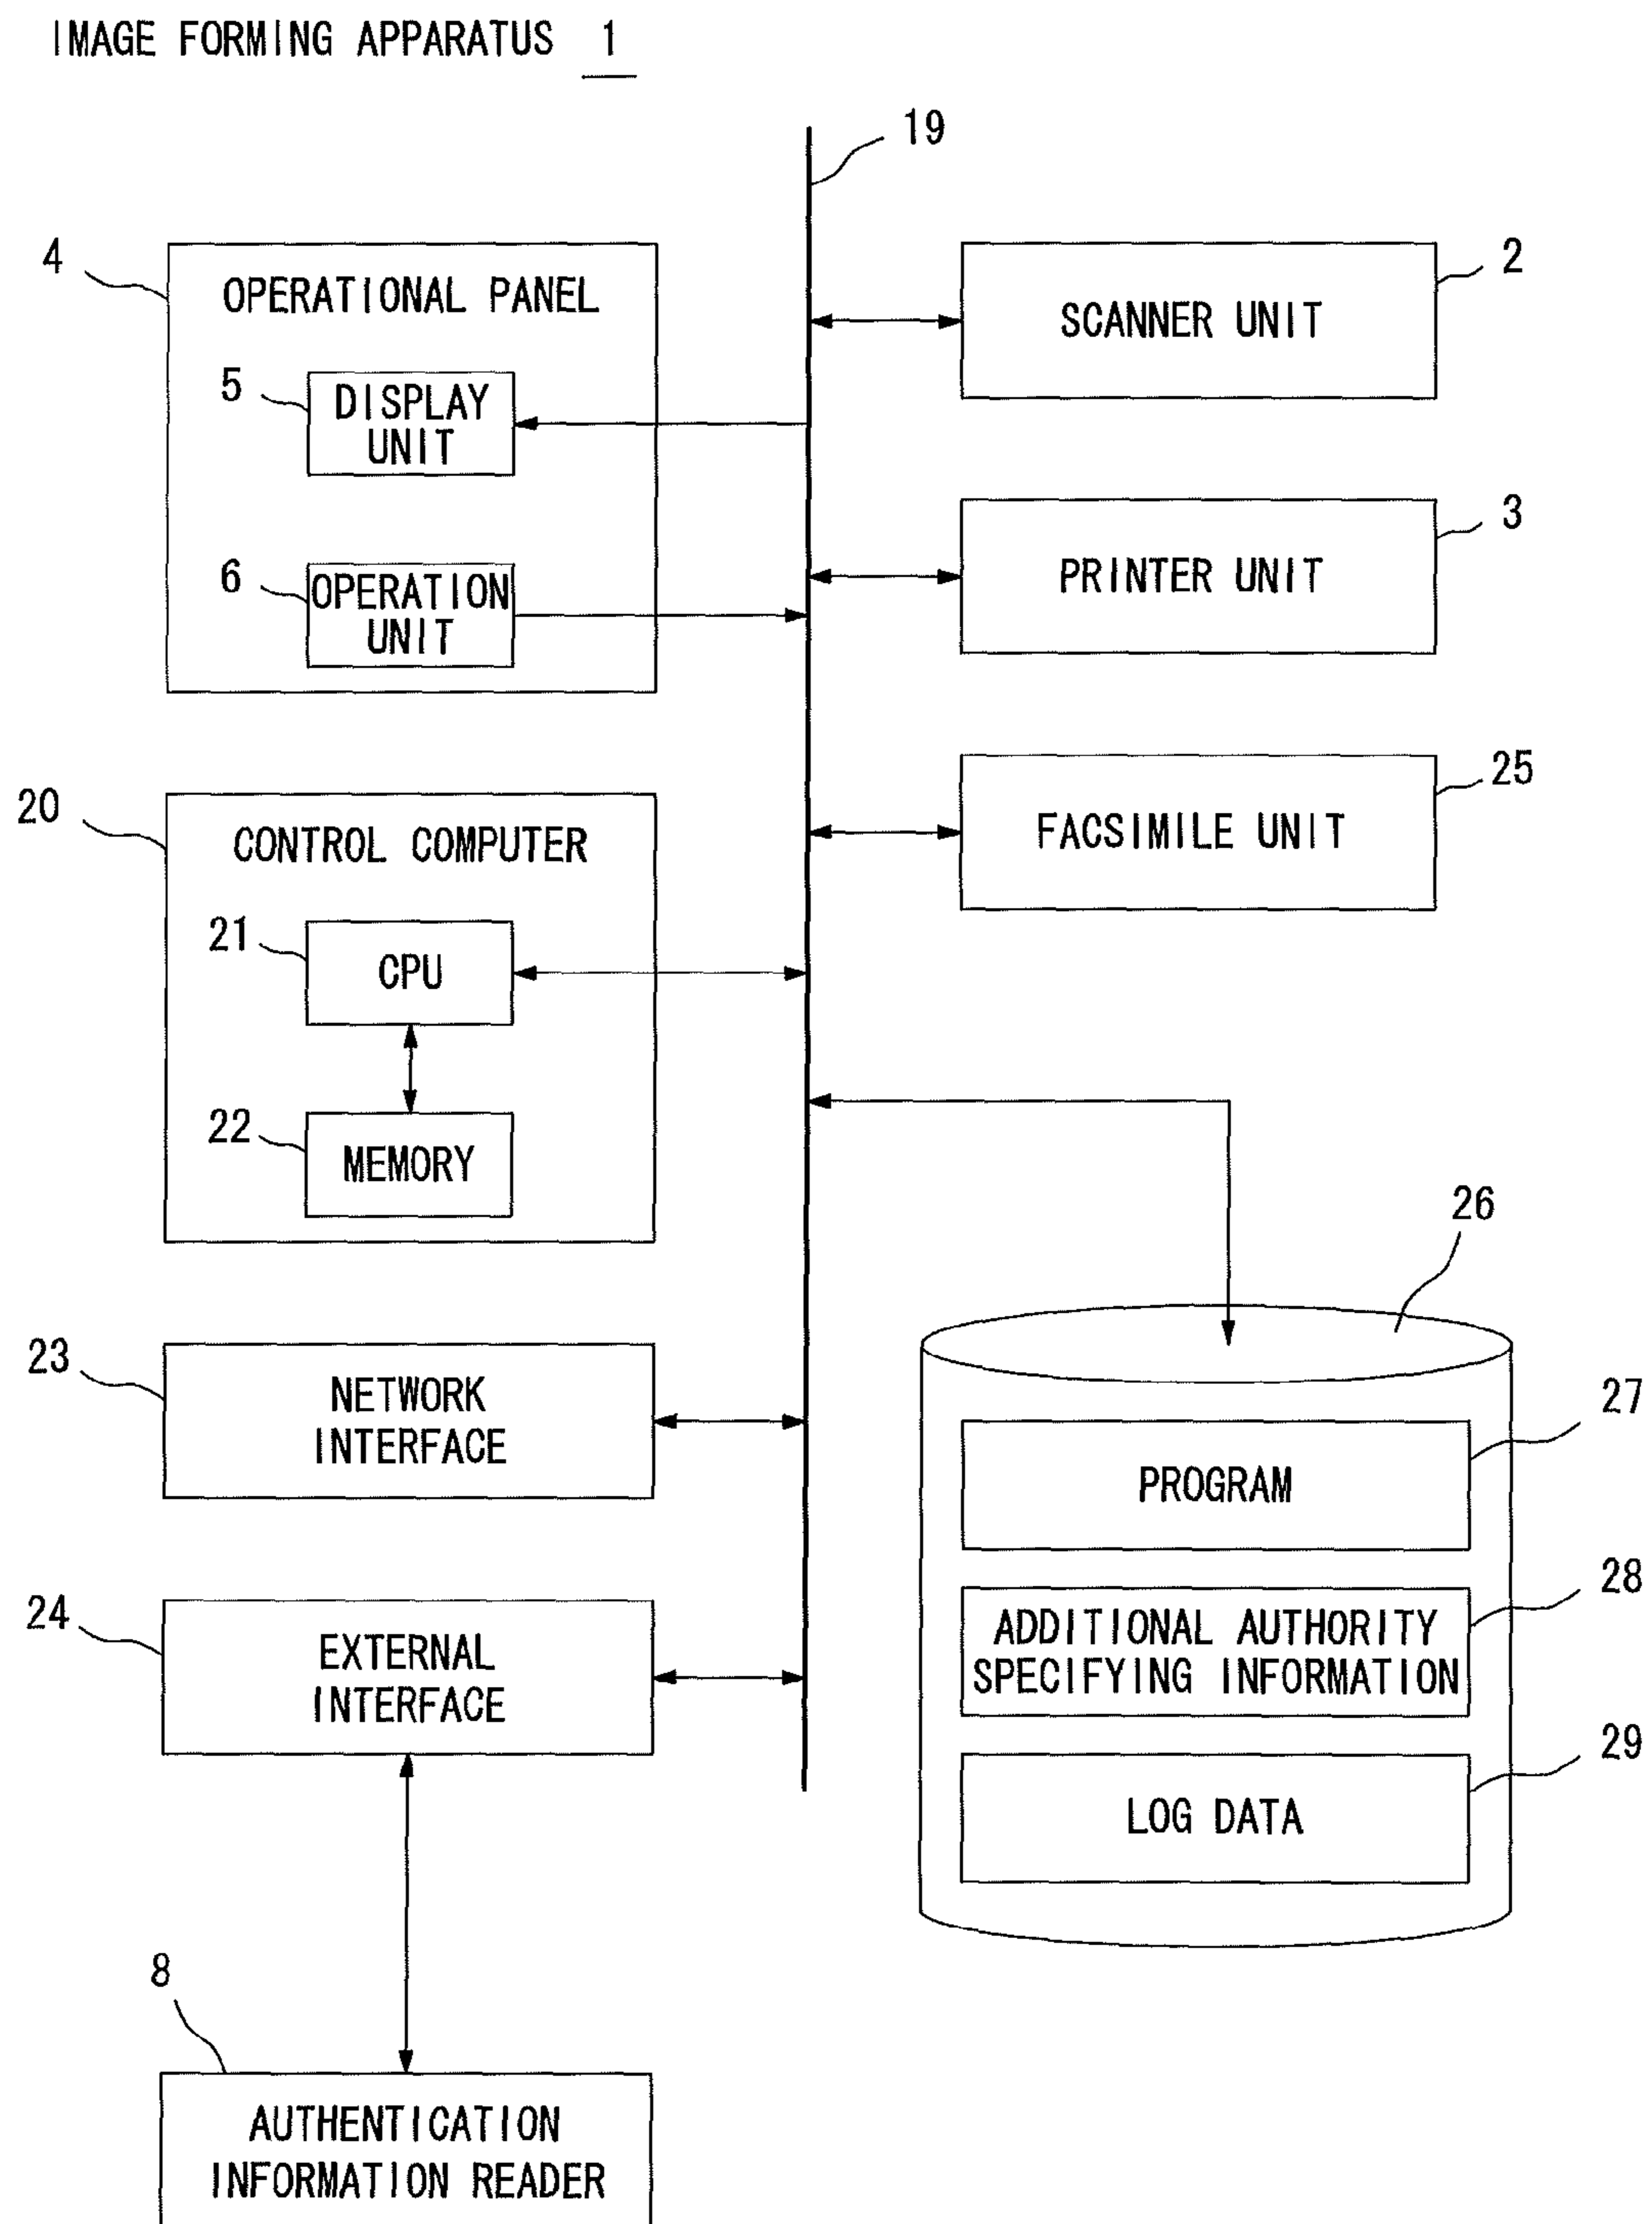 IMAGE FORMING APPARATUS 1
19
4
OPERATIONAL PANEL
5
DISPLAY
UNIT
6
OPERATION
UNIT
2
SCANNER UNIT
3
PRINTER UNIT
25
FACSIMILE UNIT
20
CONTROL COMPUTER
21
CPU
22
MEMORY
26
23
NETWORK
INTERFACE
27
PROGRAM
28
ADDITIONAL AUTHORITY
SPECIFYING INFORMATION
29
LOG DATA
24
EXTERNAL
INTERFACE
8
AUTHENTICATION
INFORMATION READER